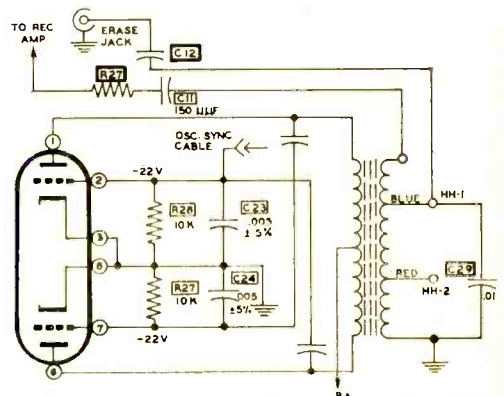 TO REC
AMP
ERASE
JACK
C12
R27
C11
150 UUF
OSC. SYNC
CABLE
1
2
-22V
R28
10K
C23
.005
±5%
BLUE
HH-1
3
8
R27
10K
C24
.005
±5%
RED
HH-2
C29
.01
7
-22V
6
B+